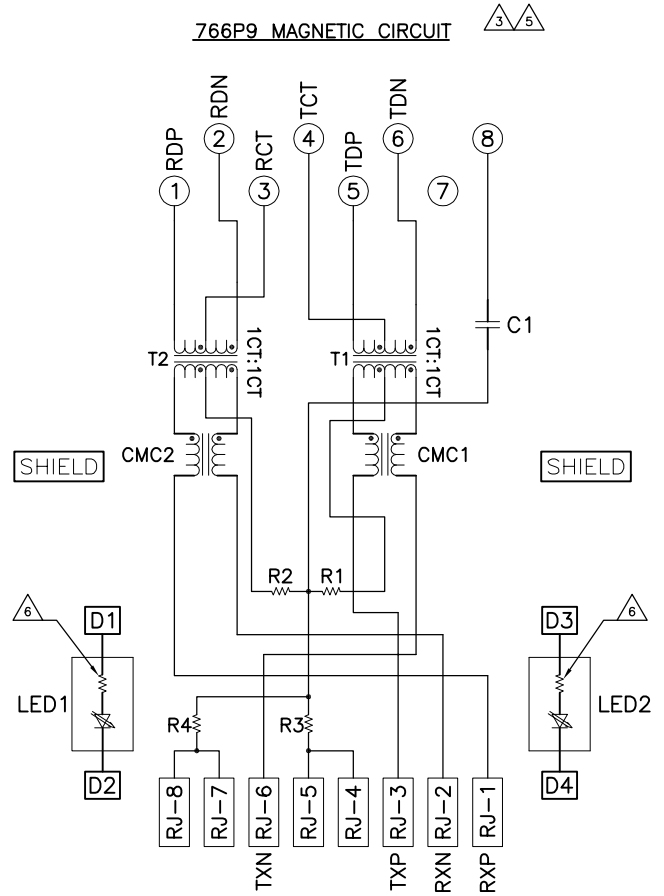 766P9 MAGNETIC CIRCUIT
3 5
RDP
RDN
RCT
TCT
TDP
TDN
1
2
3
4
5
6
7
8
C1
T2
1CT:1CT
T1
1CT:1CT
CMC2
CMC1
SHIELD
SHIELD
R2
R1
6
D1
LED1
D2
6
D3
LED2
D4
R4
R3
RJ-8
RJ-7
RJ-6
RJ-5
RJ-4
RJ-3
RJ-2
RJ-1
TXN
TXP
RXN
RXP